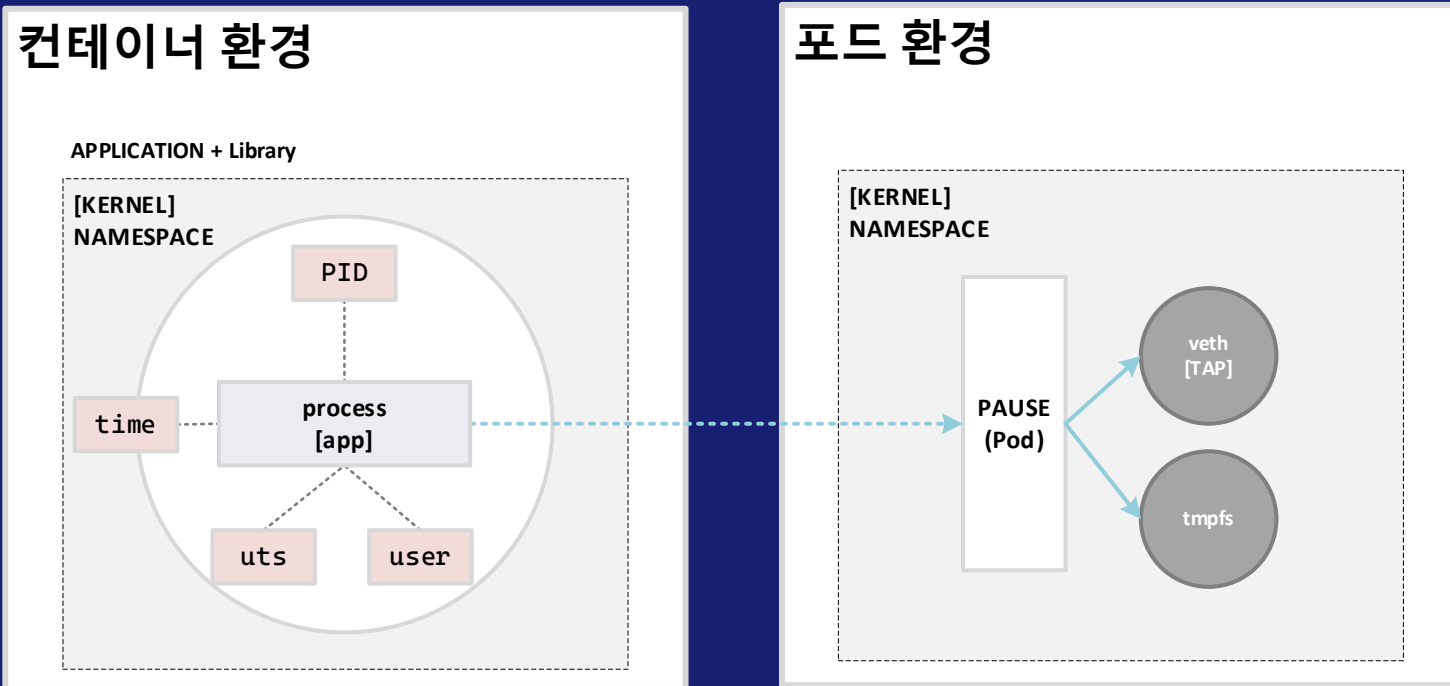 컨테이너 환경
APPLICATION + Library
[KERNEL]
NAMESPACE
PID
time
process
[app]
uts
user
포드 환경
[KERNEL]
NAMESPACE
PAUSE
(Pod)
veth
[TAP]
tmpfs